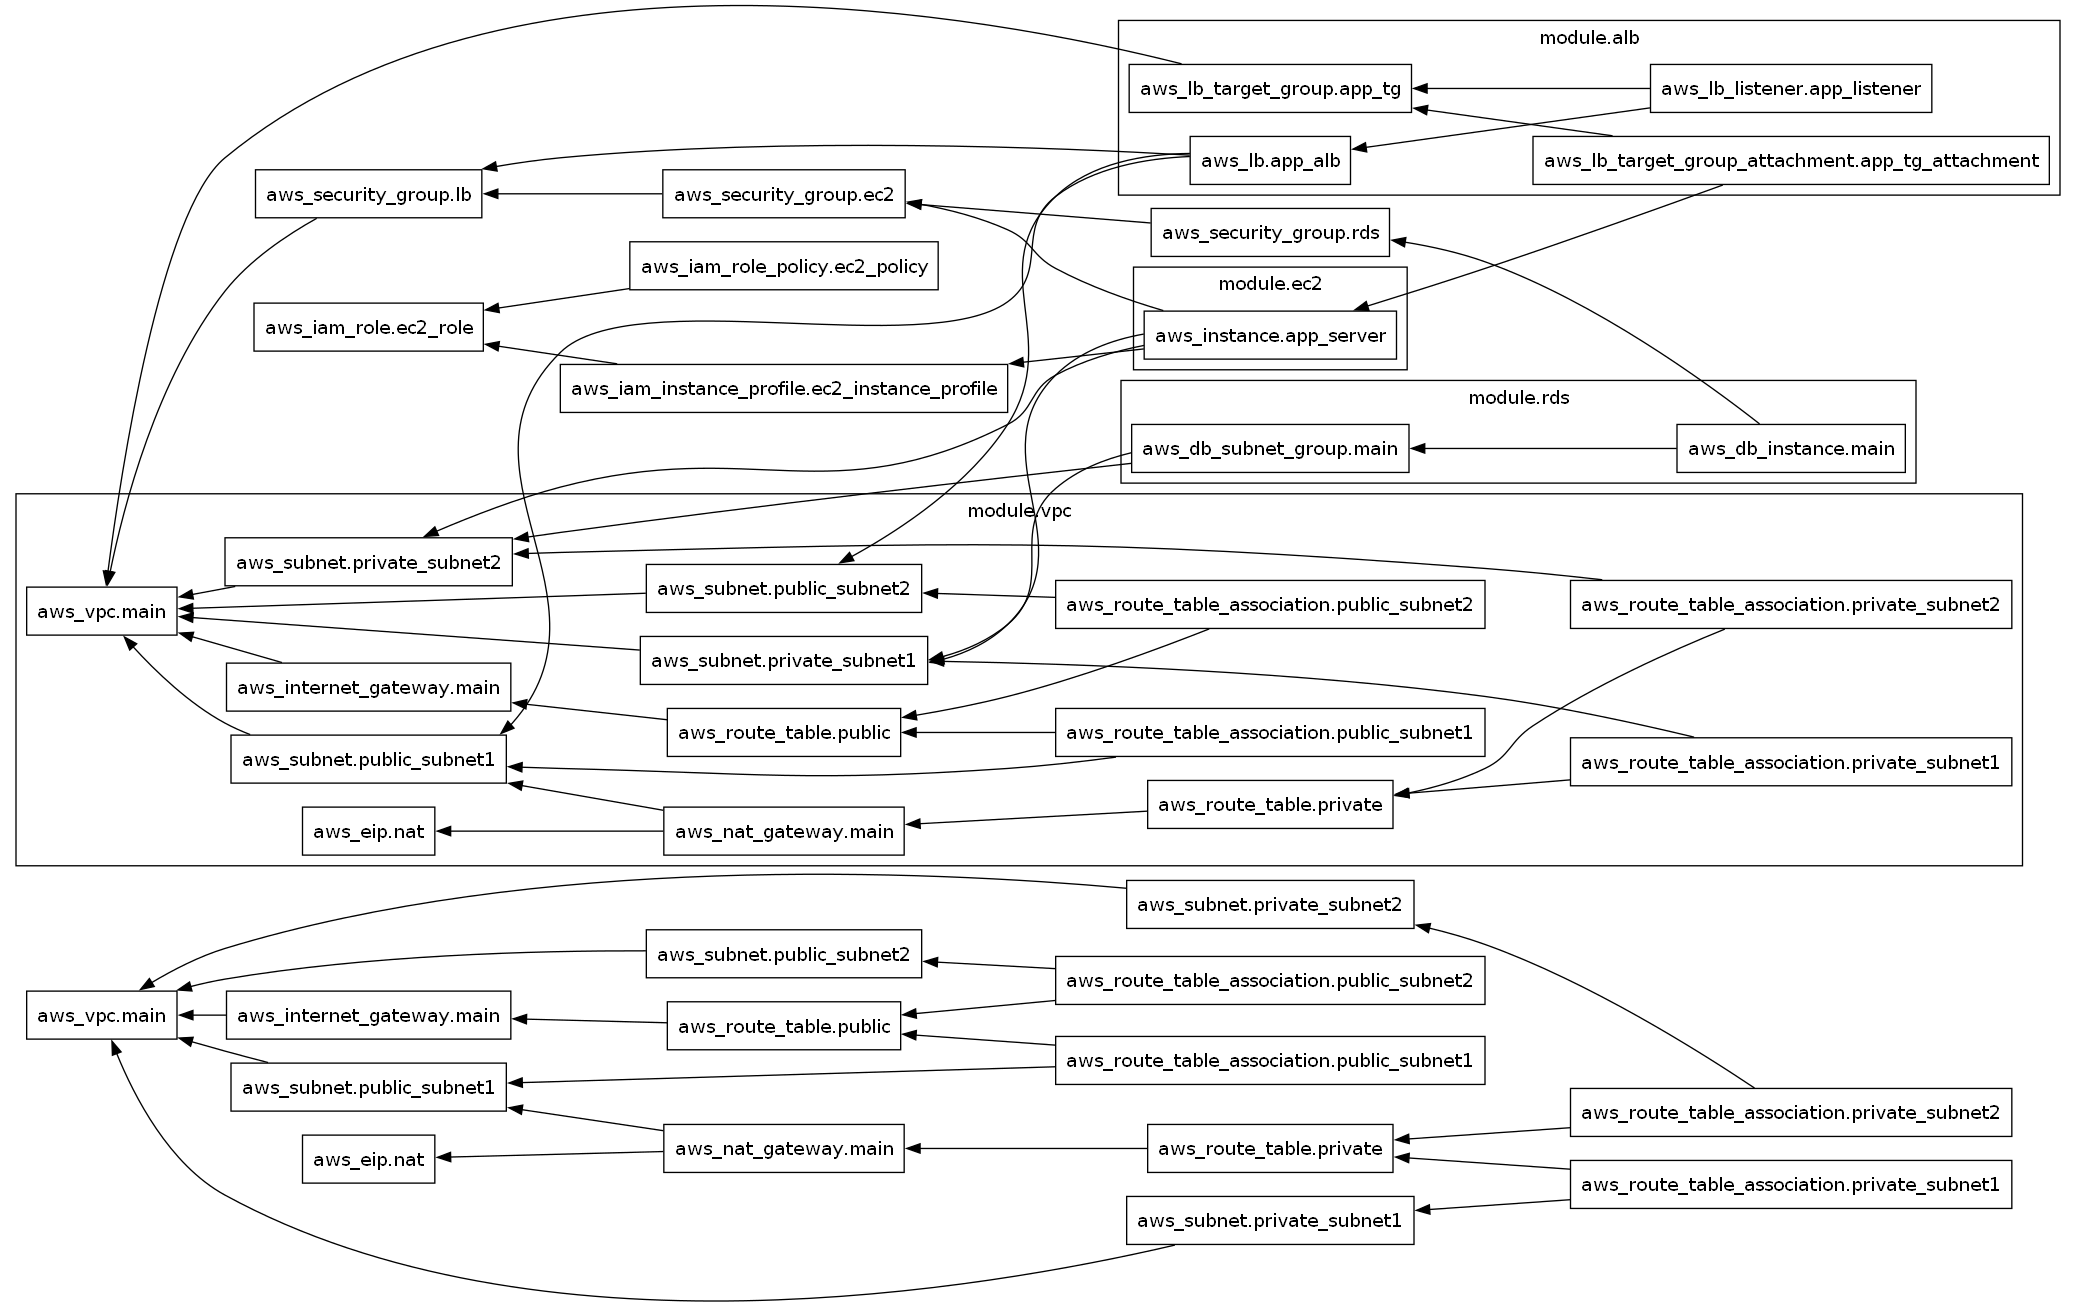 module.alb
aws_lb_target_group.app_tg
aws_lb_listener.app_listener
aws_lb.app_alb
aws_lb_target_group_attachment.app_tg_attachment
aws_security_group.lb
aws_security_group.ec2
aws_security_group.rds
aws_iam_role_policy.ec2_policy
module.ec2
aws_iam_role.ec2_role
aws_instance.app_server
aws_iam_instance_profile.ec2_instance_profile
module.rds
aws_db_subnet_group.main
aws_db_instance.main
module.vpc
aws_subnet.private_subnet2
aws_subnet.public_subnet2
aws_route_table_association.public_subnet2
aws_route_table_association.private_subnet2
aws_vpc.main
aws_subnet.private_subnet1
aws_internet_gateway.main
aws_route_table.public
aws_route_table_association.public_subnet1
aws_subnet.public_subnet1
aws_route_table_association.private_subnet1
aws_route_table.private
aws_eip.nat
aws_nat_gateway.main
aws_subnet.private_subnet2
aws_subnet.public_subnet2
aws_route_table_association.public_subnet2
aws_vpc.main
aws_internet_gateway.main
aws_route_table.public
aws_route_table_association.public_subnet1
aws_subnet.public_subnet1
aws_route_table_association.private_subnet2
aws_eip.nat
aws_nat_gateway.main
aws_route_table.private
aws_route_table_association.private_subnet1
aws_subnet.private_subnet1